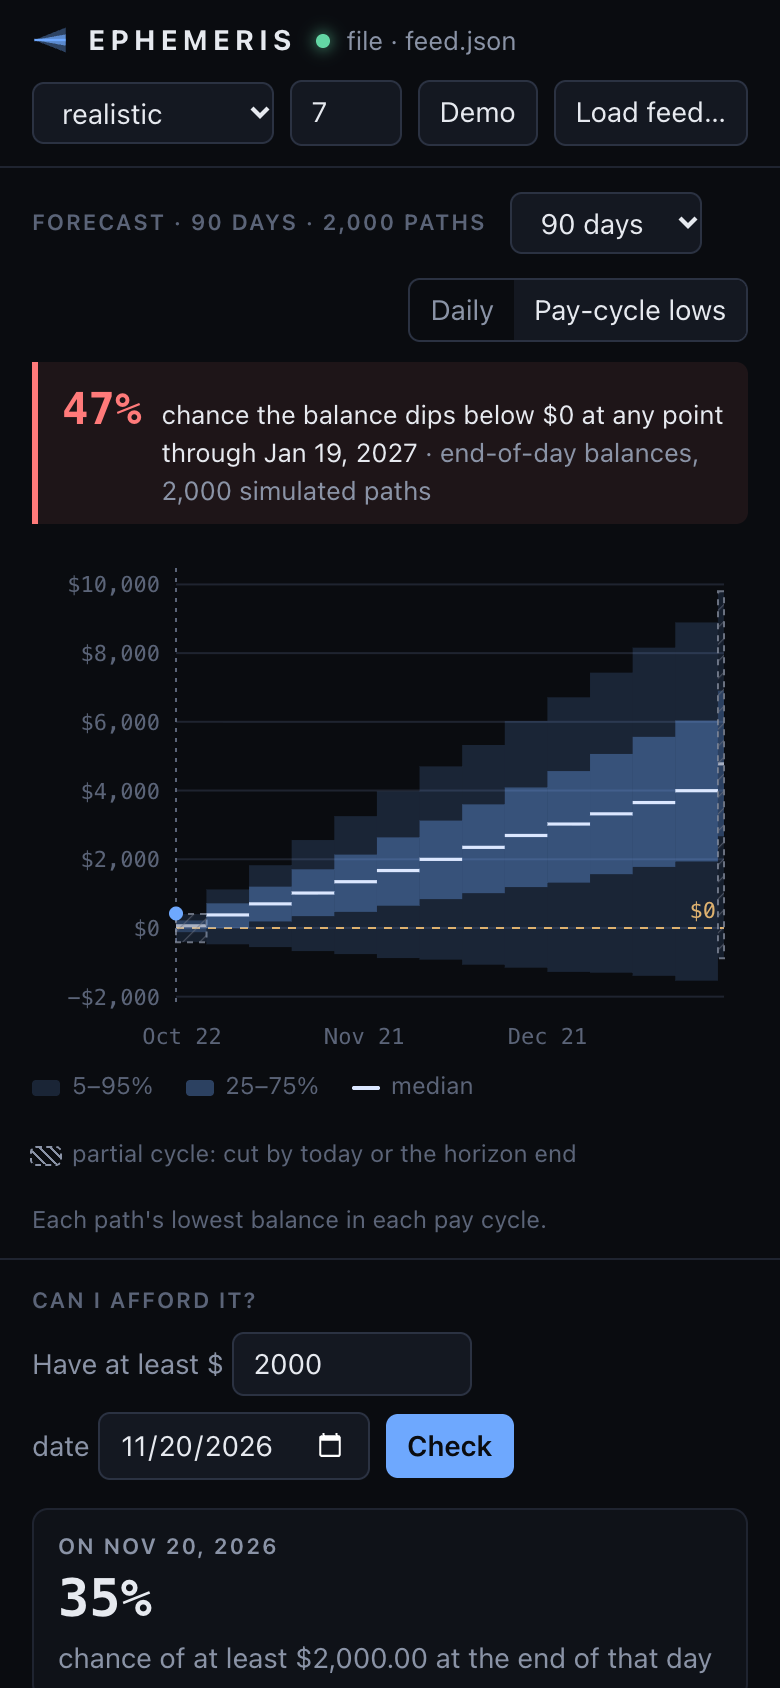 EPHEMERIS file · feed.json
realistic 7 Demo Load feed...
FORECAST · 90 DAYS · 2,000 PATHS 90 days
Daily Pay-cycle lows
47% chance the balance dips below $0 at any point
through Jan 19, 2027 · end-of-day balances,
2,000 simulated paths
$10,000
$8,000
$6,000
$4,000
$2,000
$0
$0
−$2,000
Oct 22 Nov 21 Dec 21
5–95% 25–75% median
partial cycle: cut by today or the horizon end
Each path's lowest balance in each pay cycle.
CAN I AFFORD IT?
Have at least $ 2000
date 11/20/2026 Check
ON NOV 20, 2026
35%
chance of at least $2,000.00 at the end of that day